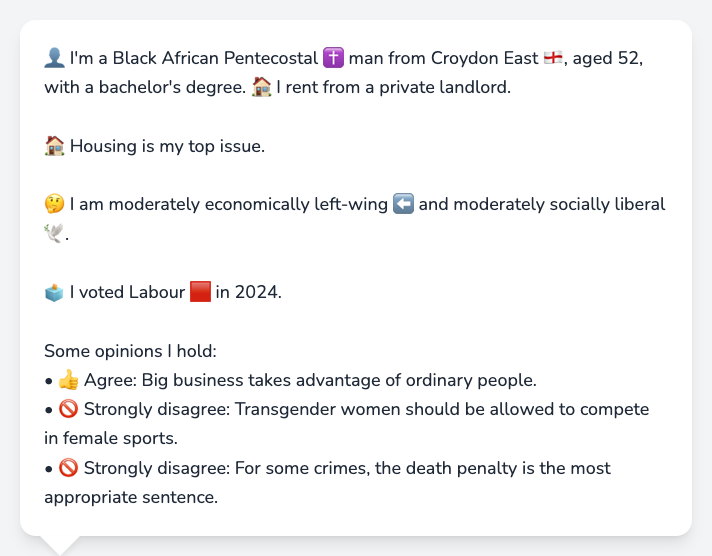 👤 I'm a Black African Pentecostal ✝️ man from Croydon East 🏴󠁧󠁢󠁥󠁮󠁧󠁿, aged 52,
with a bachelor's degree. 🏠 I rent from a private landlord.
🏠 Housing is my top issue.
🤔 I am moderately economically left-wing ⬅️ and moderately socially liberal
🕊️.
🗳️ I voted Labour 🟥 in 2024.
Some opinions I hold:
• 👍 Agree: Big business takes advantage of ordinary people.
• 🚫 Strongly disagree: Transgender women should be allowed to compete
in female sports.
• 🚫 Strongly disagree: For some crimes, the death penalty is the most
appropriate sentence.